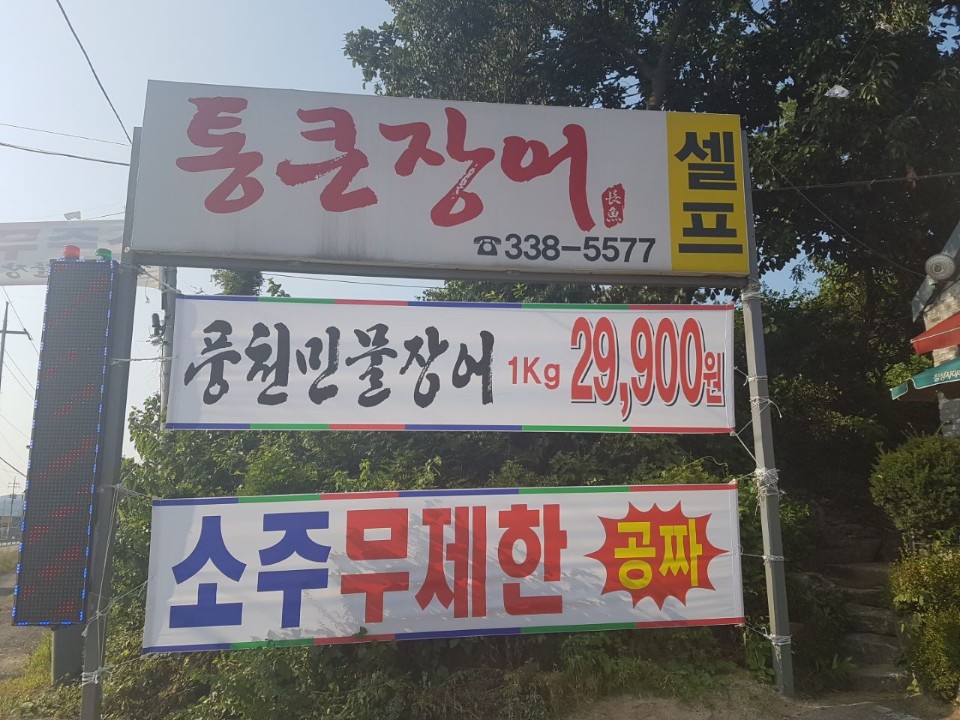 통큰장어
長魚
셀프
☎338-5577
풍천민물장어 1Kg 29,900원
소주무제한 공짜